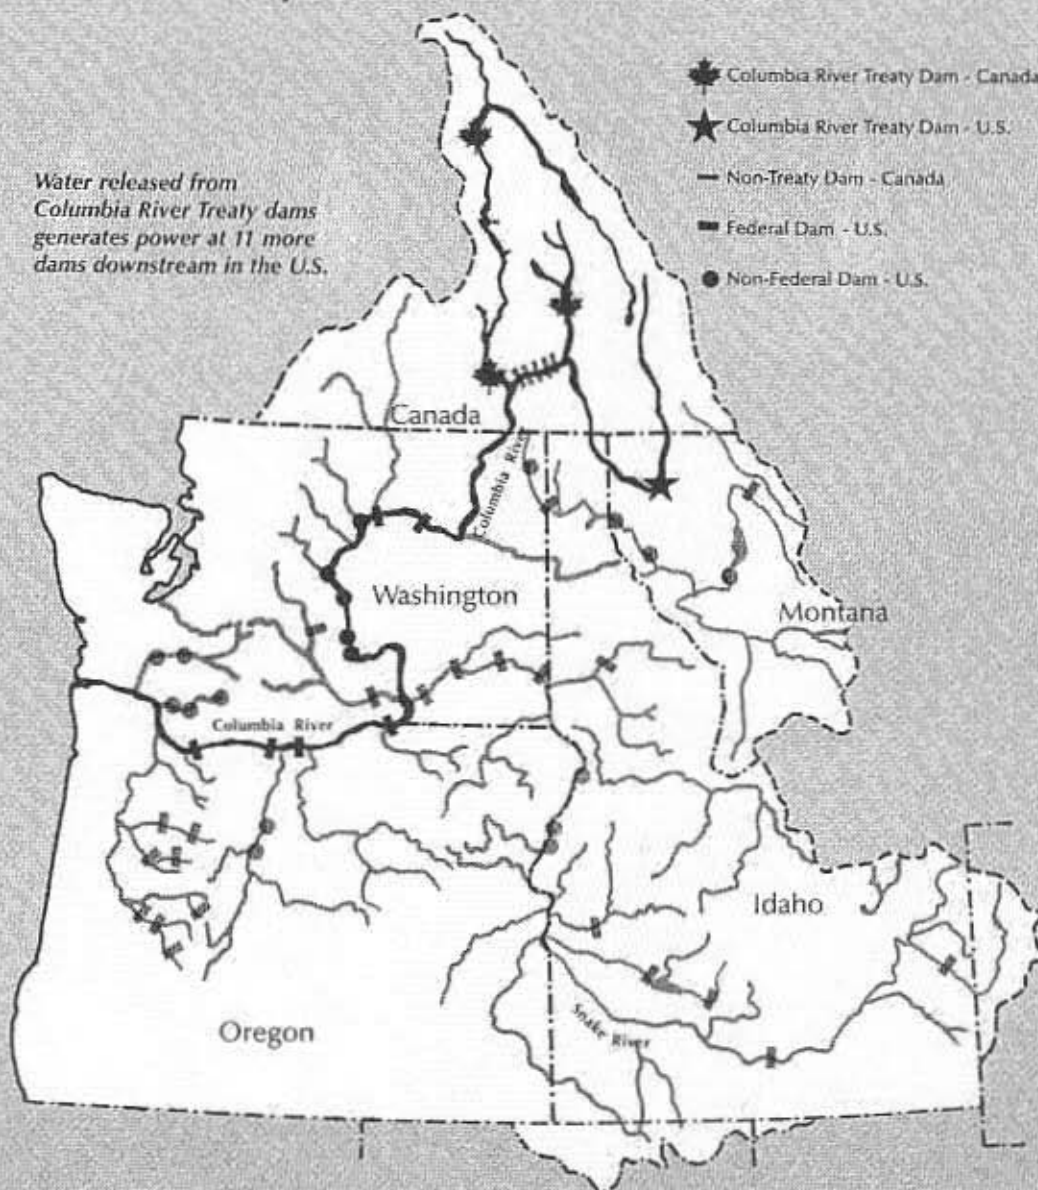 Columbia River Treaty Dam - Canada
Columbia River Treaty Dam - U.S.
Non-Treaty Dam - Canada
Federal Dam - U.S.
Non-Federal Dam - U.S.
Water released from
Columbia River Treaty dams
generates power at 11 more
dams downstream in the U.S.
Canada
Columbia River
Washington
Montana
Columbia River
Idaho
Snake River
Oregon